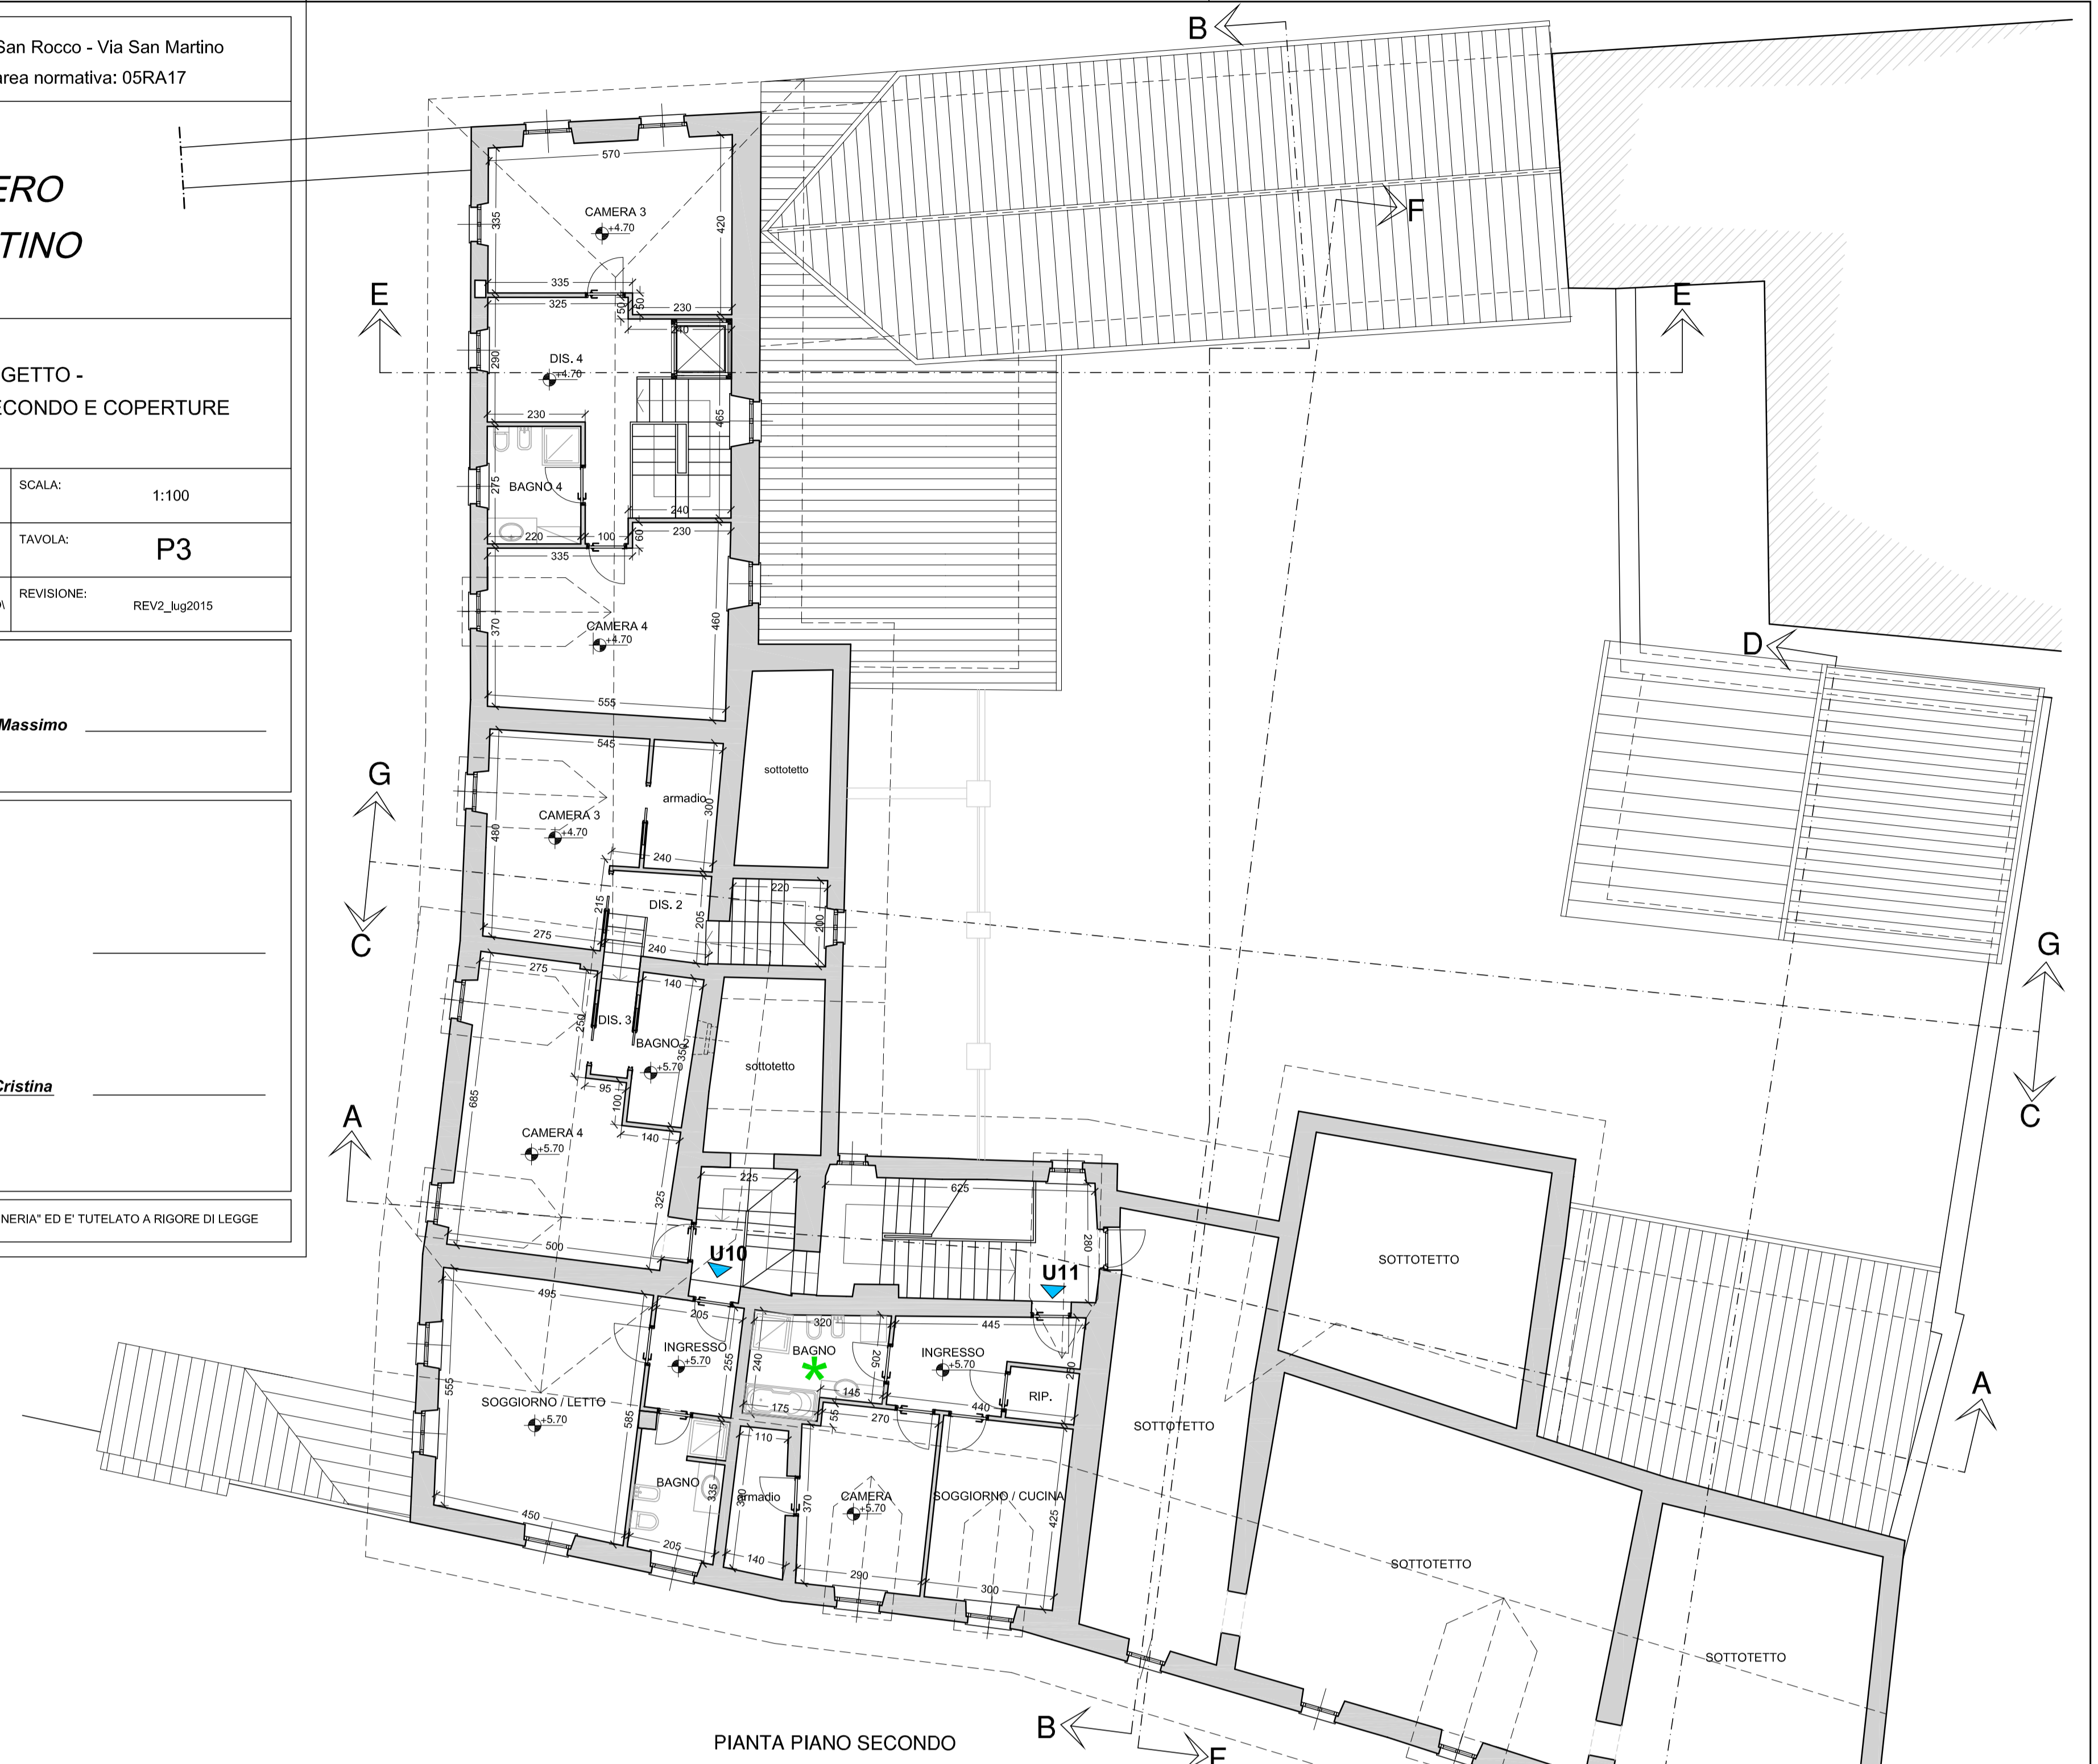 San Rocco - Via San Martino
area normativa: 05RA17
ERO
TINO
GETTO -
ECONDO E COPERTURE
SCALA:
1:100
TAVOLA:
P3
REVISIONE:
REV2_lug2015
Massimo
Cristina
NERIA" ED E' TUTELATO A RIGORE DI LEGGE
B
F
E
E
D
G
C
G
C
A
A
B
F
570
335
CAMERA 3
+4.70
420
335
325
50
50
230
240
290
DIS. 4
+4.70
230
465
275
BAGNO 4
240
220
100
60
230
335
370
CAMERA 4
+4.70
460
555
545
sottotetto
armadio
300
CAMERA 3
+4.70
480
240
220
215
DIS. 2
205
200
275
240
275
140
250
DIS. 3
BAGNO 2
350
+5.70
sottotetto
95
100
685
140
CAMERA 4
+5.70
325
225
625
500
U10
280
U11
495
205
320
445
INGRESSO
+5.70
255
240
BAGNO
205
INGRESSO
+5.70
250
RIP.
145
175
55
270
440
555
SOGGIORNO / LETTO
+5.70
585
110
BAGNO
335
armadio
370
CAMERA
+5.70
SOGGIORNO / CUCINA
425
450
205
140
290
300
SOTTOTETTO
SOTTOTETTO
SOTTOTETTO
SOTTOTETTO
PIANTA PIANO SECONDO